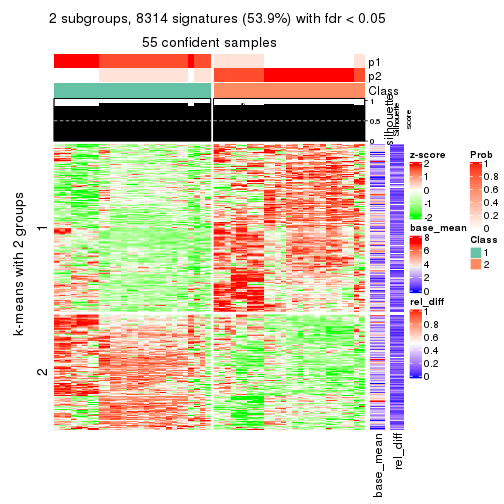 2 subgroups, 8314 signatures (53.9%) with fdr < 0.05
55 confident samples
p1
p2
Class
silhouette
Silhouette
score
1
0.5
0
k-means with 2 groups
1
2
z-score
2
1
0
-1
-2
base_mean
8
6
4
2
0
rel_diff
1
0.8
0.6
0.4
0.2
0
Prob
1
0.8
0.6
0.4
0.2
0
Class
1
2
base_mean
rel_diff